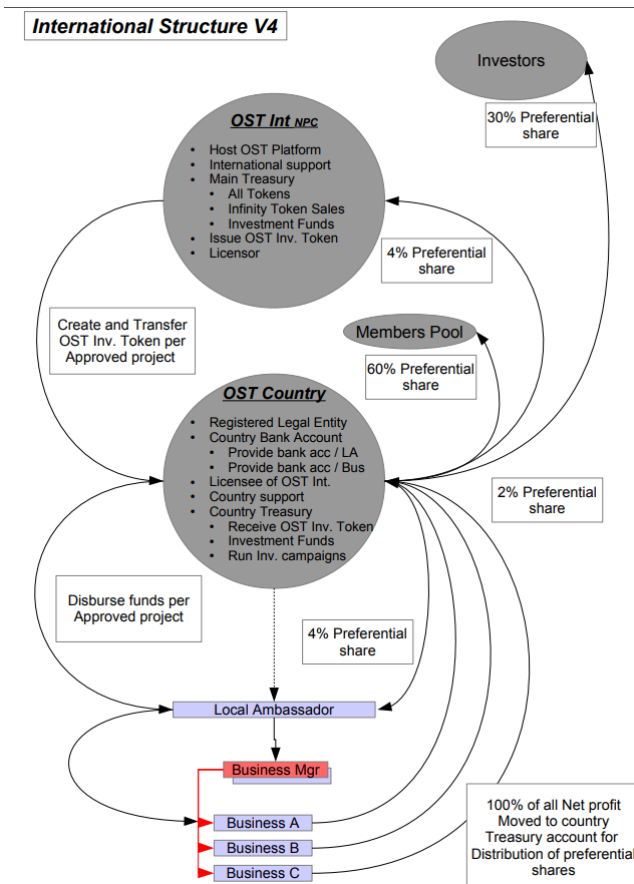 International Structure V4
Investors
30% Preferential
share
OST Int NPC
• Host OST Platform
• International support
• Main Treasury
• All Tokens
• Infinity Token Sales
• Investment Funds
• Issue OST Inv. Token
• Licensor
4% Preferential
share
Create and Transfer
OST Inv. Token per
Approved project
Members Pool
60% Preferential
share
OST Country
• Registered Legal Entity
• Country Bank Account
• Provide bank acc / LA
• Provide bank acc / Bus
• Licensee of OST Int.
• Country support
• Country Treasury
• Receive OST Inv. Token
• Investment Funds
• Run Inv. campaigns
2% Preferential
share
Disburse funds per
Approved project
4% Preferential
share
Local Ambassador
Business Mgr
Business A
Business B
Business C
100% of all Net profit
Moved to country
Treasury account for
Distribution of preferential
shares